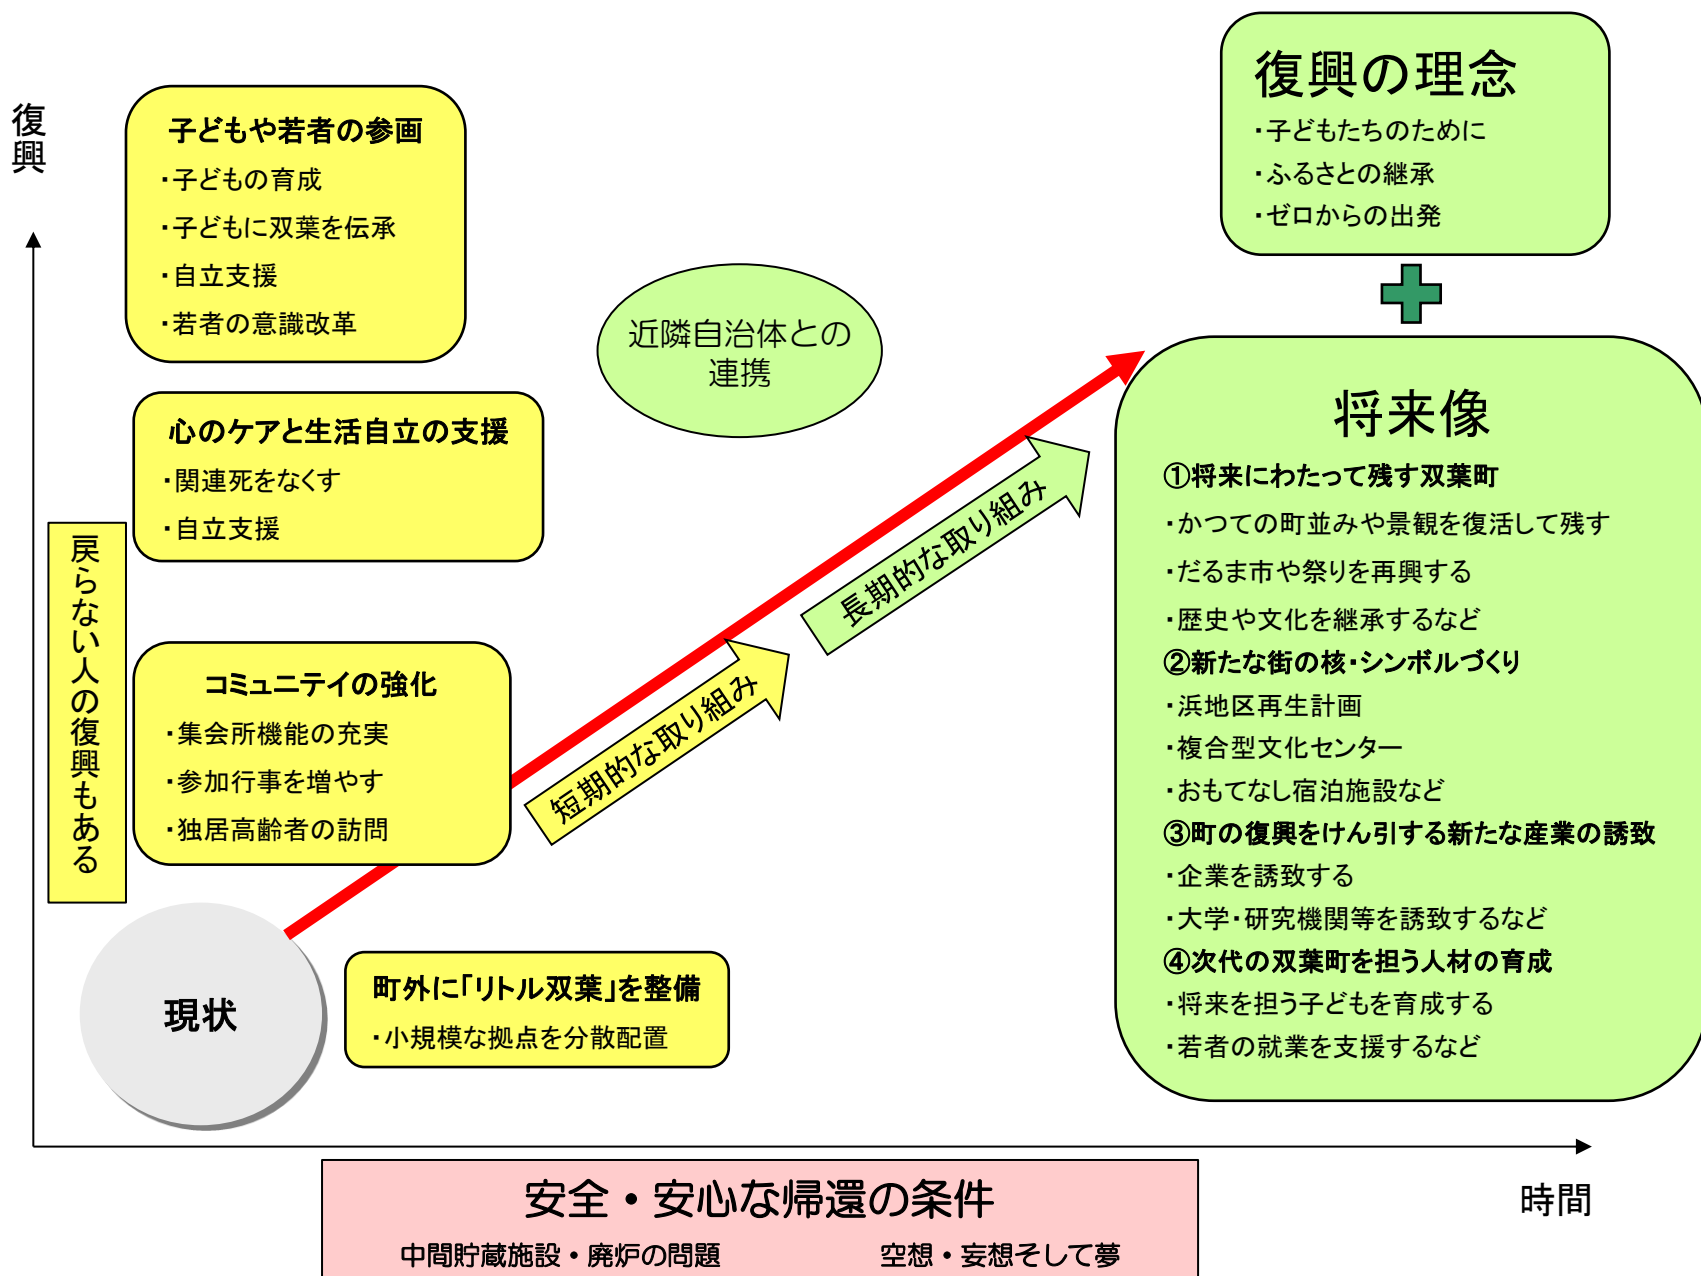 復興
子どもや若者の参画
・子どもの育成
・子どもに双葉を伝承
・自立支援
・若者の意識改革
心のケアと生活自立の支援
・関連死をなくす
・自立支援
戻らない人の復興もある
コミュニテイの強化
・集会所機能の充実
・参加行事を増やす
・独居高齢者の訪問
現状
町外に「リトル双葉」を整備
・小規模な拠点を分散配置
近隣自治体との
連携
短期的な取り組み
長期的な取り組み
復興の理念
・子どもたちのために
・ふるさとの継承
・ゼロからの出発
将来像
①将来にわたって残す双葉町
・かつての町並みや景観を復活して残す
・だるま市や祭りを再興する
・歴史や文化を継承するなど
②新たな街の核・シンボルづくり
・浜地区再生計画
・複合型文化センター
・おもてなし宿泊施設など
③町の復興をけん引する新たな産業の誘致
・企業を誘致する
・大学・研究機関等を誘致するなど
④次代の双葉町を担う人材の育成
・将来を担う子どもを育成する
・若者の就業を支援するなど
時間
安全・安心な帰還の条件
中間貯蔵施設・廃炉の問題
空想・妄想そして夢